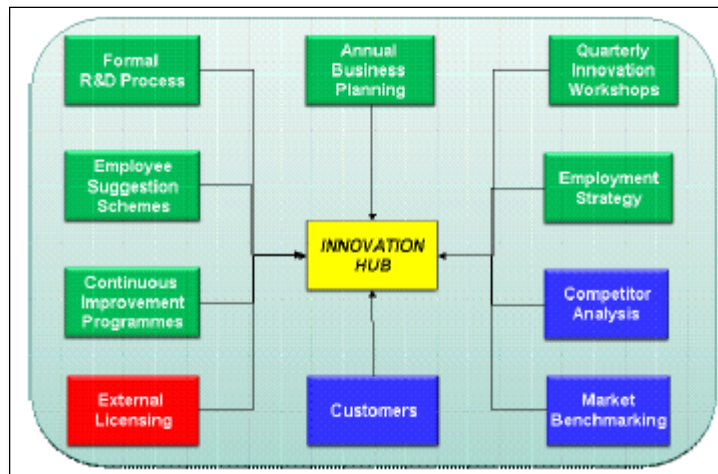 Formal
R&D Process
Annual
Business
Planning
Quarterly
Innovation
Workshops
Employee
Suggestion
Schemes
Employment
Strategy
INNOVATION
HUB
Continuous
Improvement
Programmes
Competitor
Analysis
External
Licensing
Customers
Market
Benchmarking